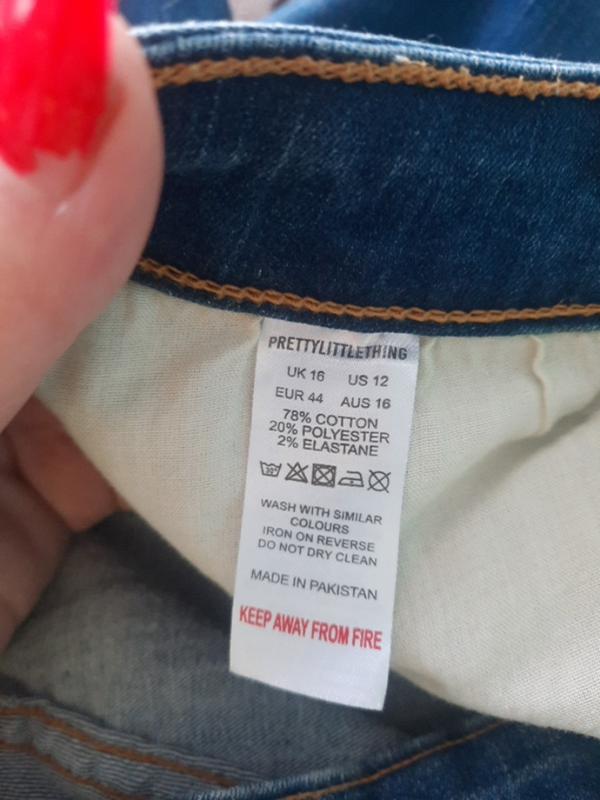 PRETTYLITTLETHING
UK 16 US 12
EUR 44 AUS 16
78% COTTON
20% POLYESTER
2% ELASTANE
30°
WASH WITH SIMILAR
COLOURS
IRON ON REVERSE
DO NOT DRY CLEAN
MADE IN PAKISTAN
KEEP AWAY FROM FIRE